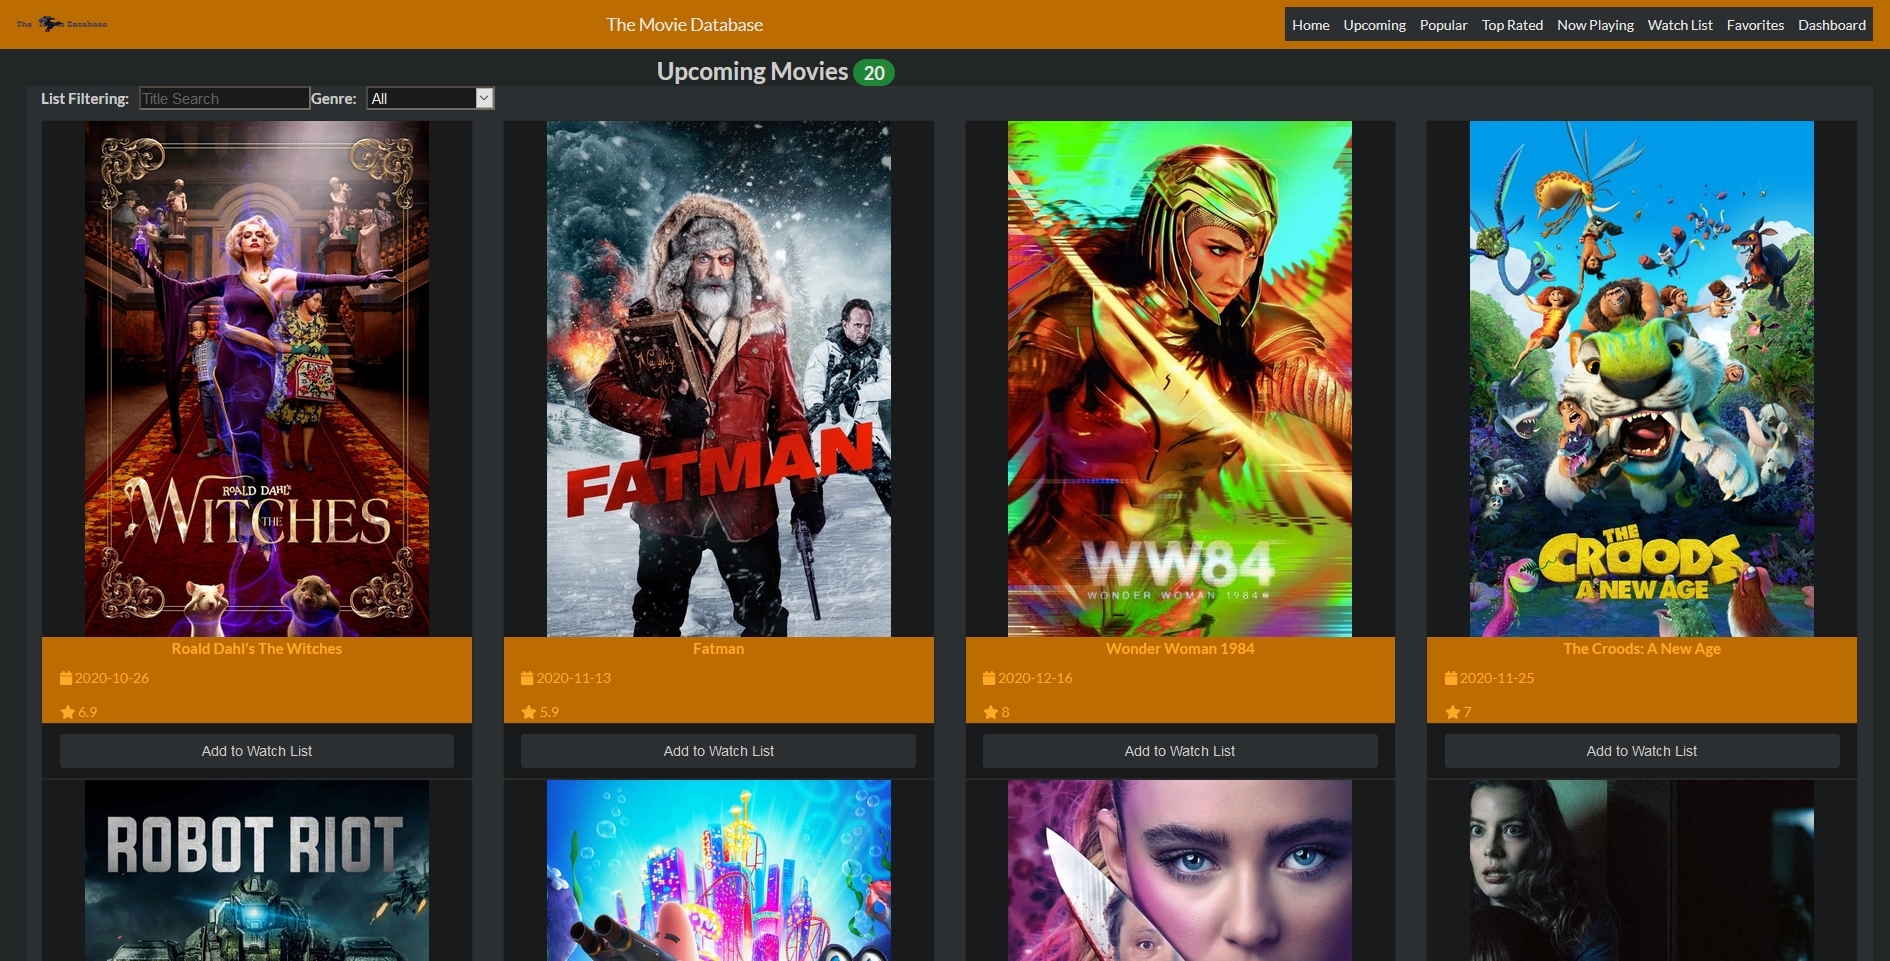 The Movie Database
The Movie Database
Home Upcoming Popular Top Rated Now Playing Watch List Favorites Dashboard
Upcoming Movies 20
List Filtering: Title Search Genre: All
ROALD DAHL'S
THE WITCHES
Naughty
FATMAN
WW84
WONDER WOMAN 1984
THE
CROODS
A NEW AGE
Roald Dahl's The Witches
2020-10-26
6.9
Add to Watch List
Fatman
2020-11-13
5.9
Add to Watch List
Wonder Woman 1984
2020-12-16
8
Add to Watch List
The Croods: A New Age
2020-11-25
7
Add to Watch List
ROBOT RIOT